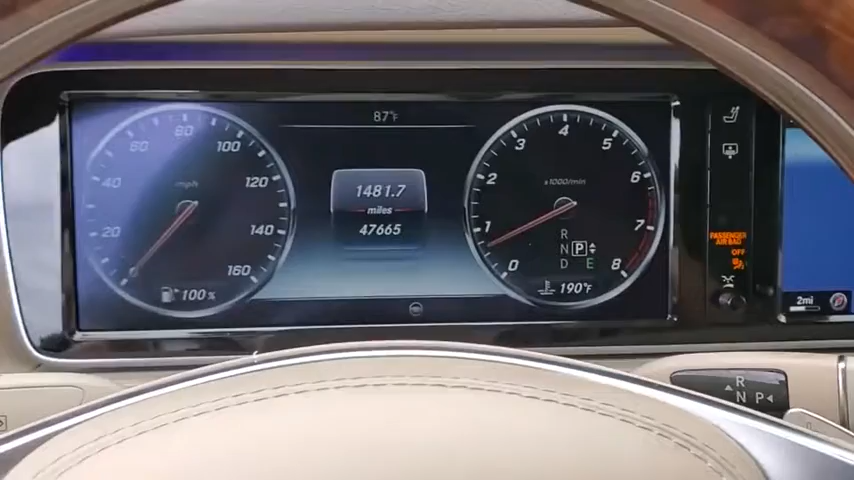 87°F
20 40 60 80 100 120 140 160
mph
100%
1481.7
miles
47665
0 1 2 3 4 5 6 7 8
x1000/min
R
N P
D E
190°F
PASSENGER
AIR BAG
OFF
2mi
R
N P
D